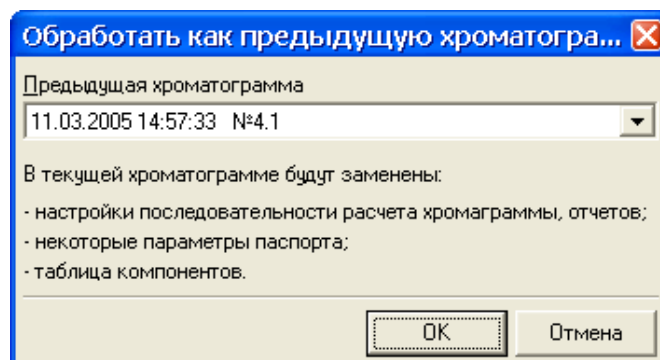 Обработать как предыдущую хроматогра...
Предыдущая хроматограмма
11.03.2005 14:57:33 №4.1
В текущей хроматограмме будут заменены:
- настройки последовательности расчета хромаграммы, отчетов;
- некоторые параметры паспорта;
- таблица компонентов.
OK
Отмена